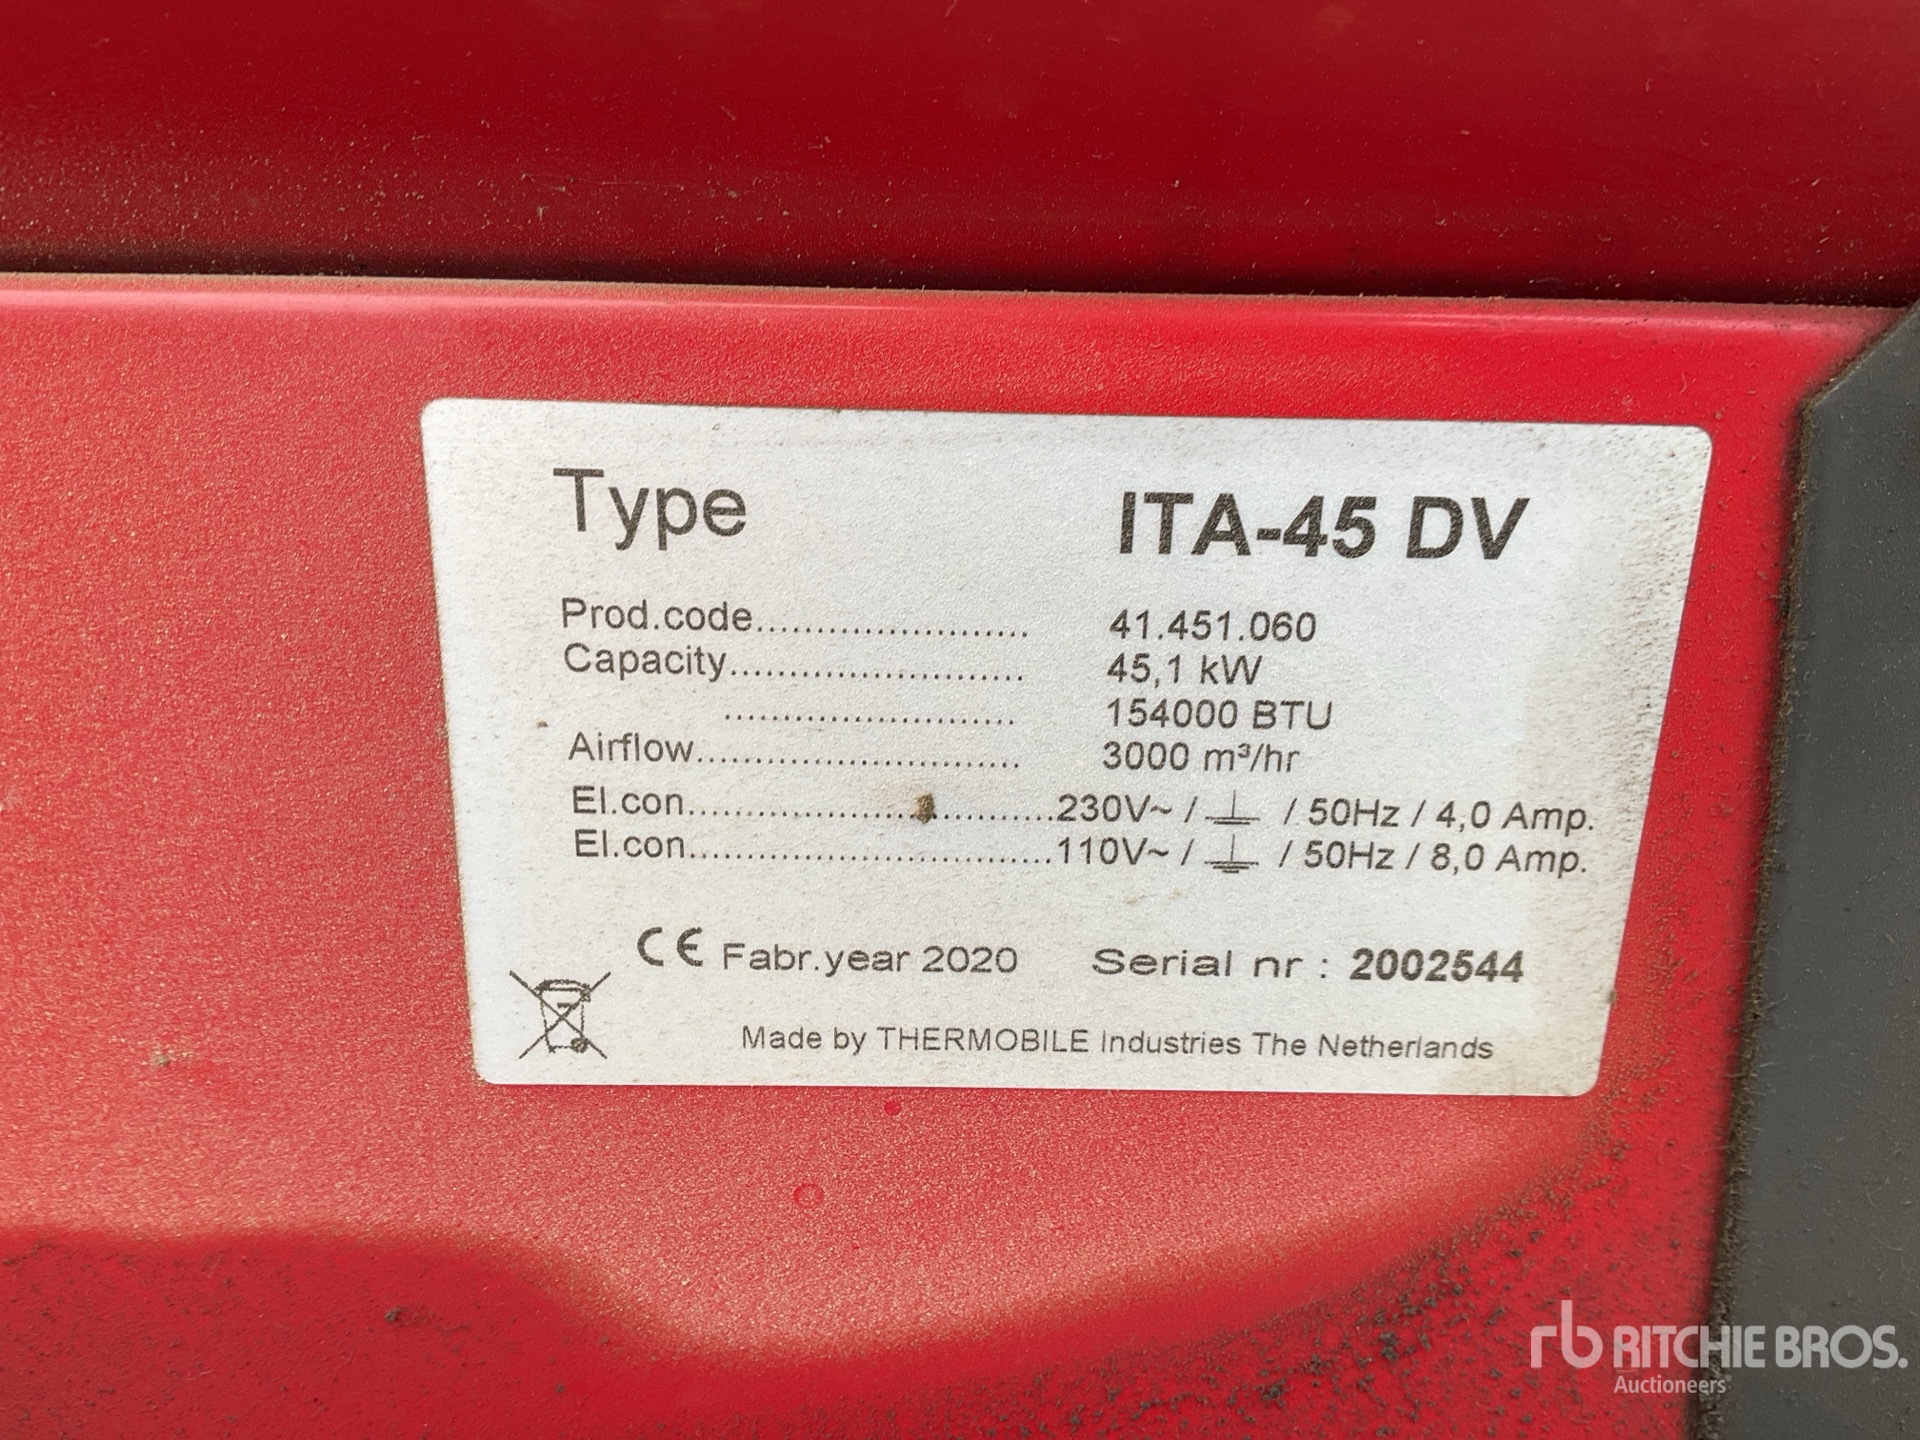 Type ITA-45 DV
Prod.code....................... 41.451.060
Capacity......................... 45,1 kW
......................... 154000 BTU
Airflow........................... 3000 m³/hr
El.con...............................230V~ / ⏚ / 50Hz / 4,0 Amp.
El.con...............................110V~ / ⏚ / 50Hz / 8,0 Amp.
CE Fabr.year 2020 Serial nr : 2002544
Made by THERMOBILE Industries The Netherlands
rb RITCHIE BROS.
Auctioneers